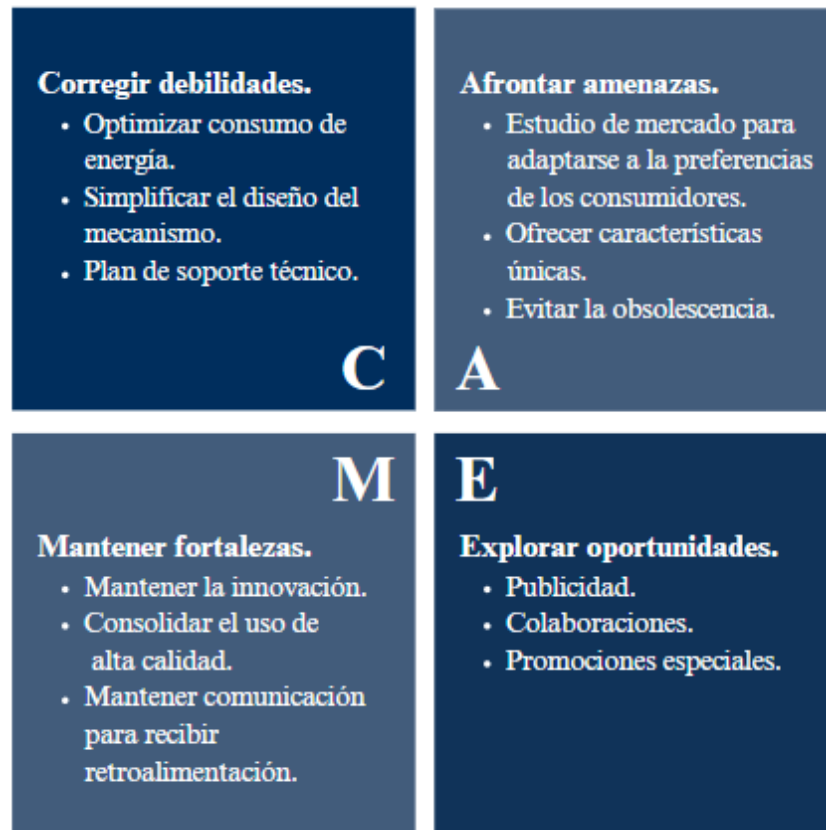 Corregir debilidades.
• Optimizar consumo de
energía.
• Simplificar el diseño del
mecanismo.
• Plan de soporte técnico.
C
Afrontar amenazas.
• Estudio de mercado para
adaptarse a la preferencias
de los consumidores.
• Ofrecer características
únicas.
• Evitar la obsolescencia.
A
M
Mantener fortalezas.
• Mantener la innovación.
• Consolidar el uso de
alta calidad.
• Mantener comunicación
para recibir
retroalimentación.
E
Explorar oportunidades.
• Publicidad.
• Colaboraciones.
• Promociones especiales.